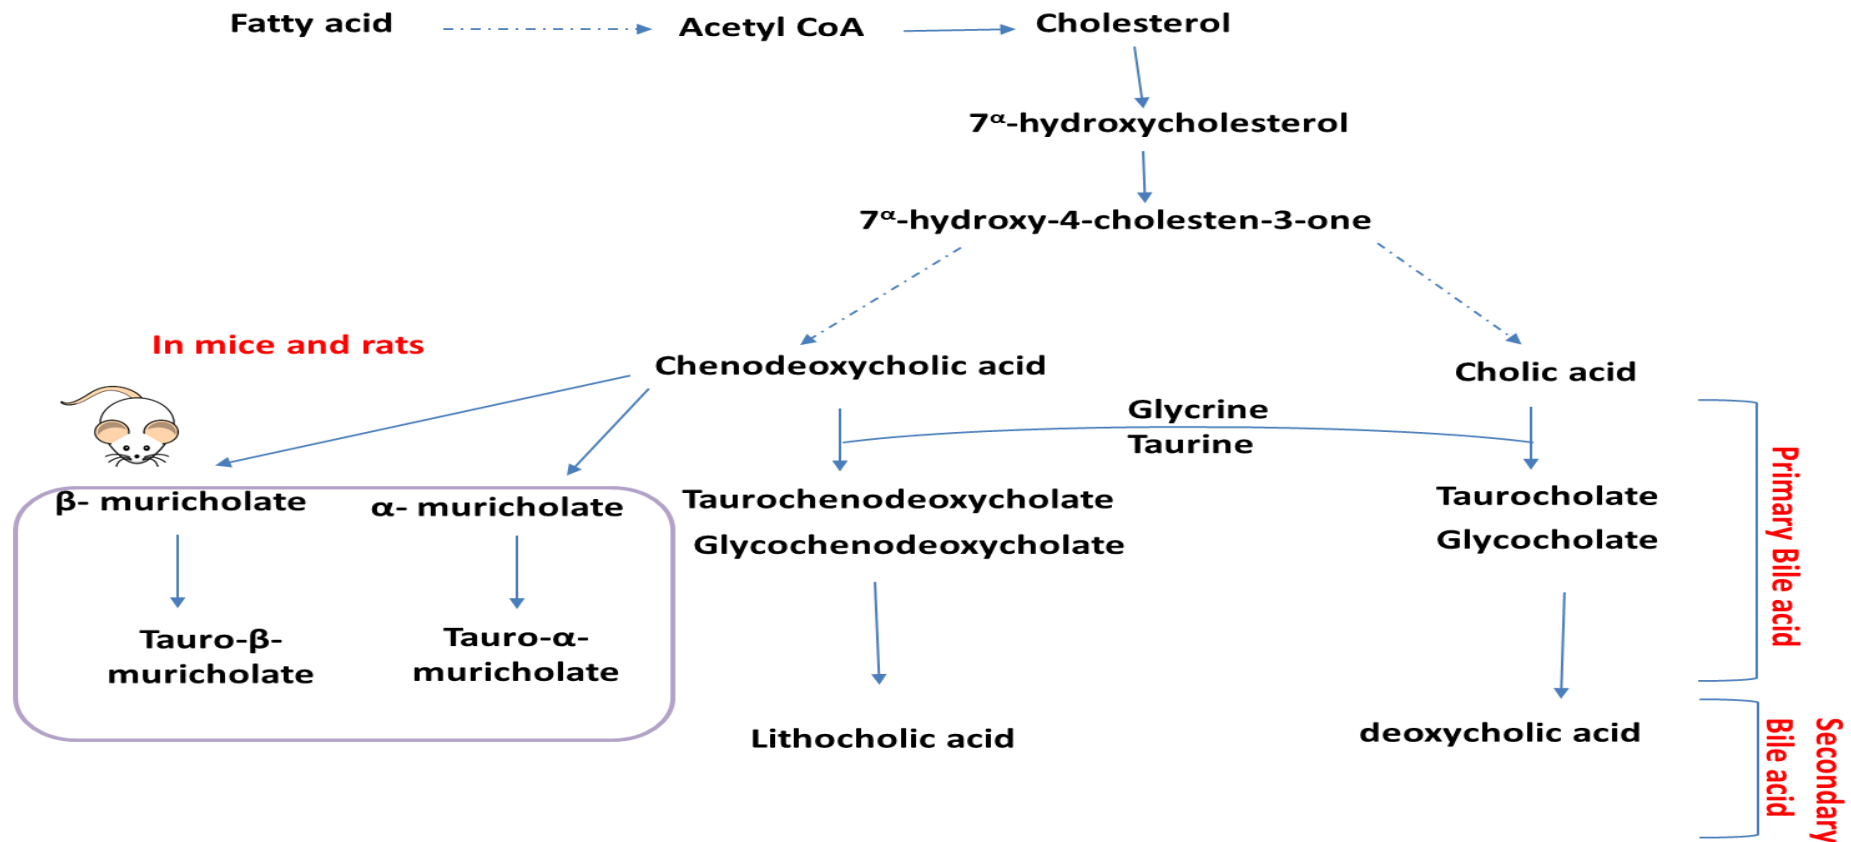 Fatty acid
Acetyl CoA
Cholesterol
7α-hydroxycholesterol
7α-hydroxy-4-cholesten-3-one
In mice and rats
Chenodeoxycholic acid
Cholic acid
Glycrine
Taurine
β- muricholate
α- muricholate
Taurochenodeoxycholate
Glycochenodeoxycholate
Taurocholate
Glycocholate
Tauro-β-
muricholate
Tauro-α-
muricholate
Lithocholic acid
deoxycholic acid
Primary Bile acid
Secondary
Bile acid